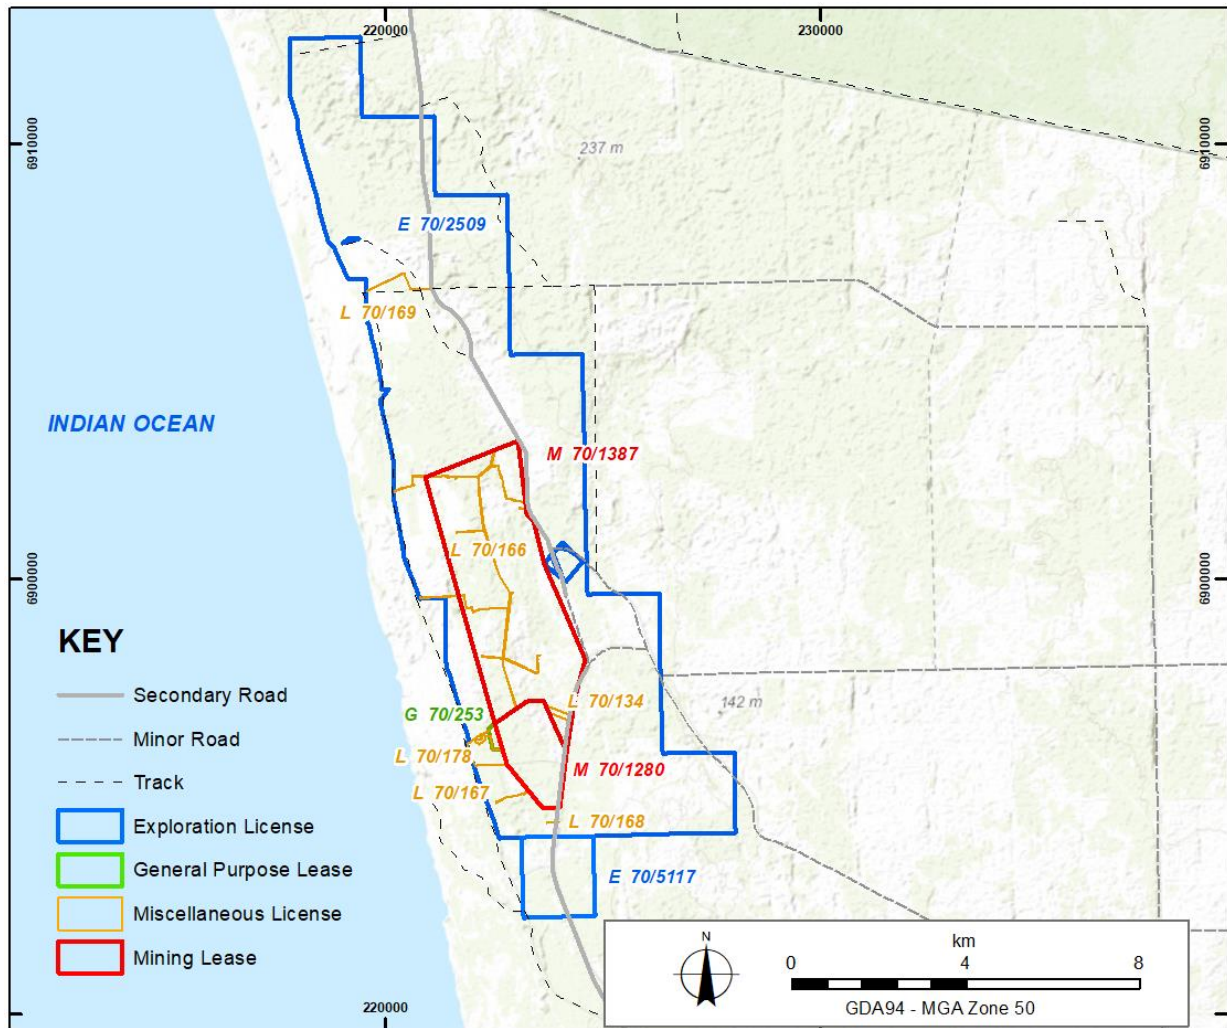 220000
230000
6910000
6910000
237 m
E 70/2509
L 70/169
INDIAN OCEAN
M 70/1387
L 70/166
6900000
6900000
KEY
Secondary Road
Minor Road
Track
Exploration License
General Purpose Lease
Miscellaneous License
Mining Lease
L 70/134
G 70/253
142 m
L 70/178
M 70/1280
L 70/167
L 70/168
E 70/5117
N
km
0
4
8
GDA94 - MGA Zone 50
220000